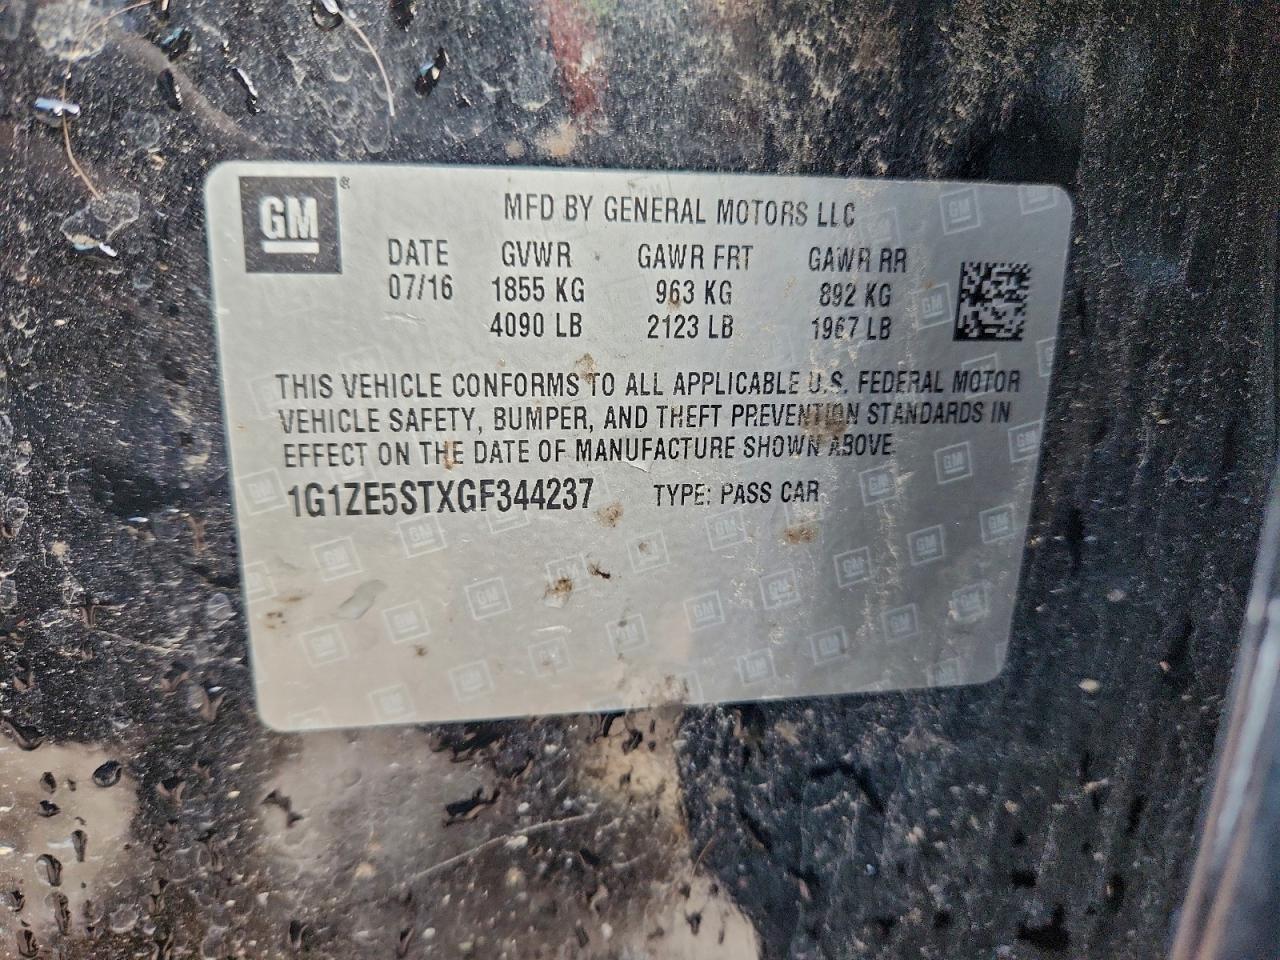 GM ®
MFD BY GENERAL MOTORS LLC
DATE GVWR GAWR FRT GAWR RR
07/16 1855 KG 963 KG 892 KG
4090 LB 2123 LB 1967 LB
THIS VEHICLE CONFORMS TO ALL APPLICABLE U.S. FEDERAL MOTOR
VEHICLE SAFETY, BUMPER, AND THEFT PREVENTION STANDARDS IN
EFFECT ON THE DATE OF MANUFACTURE SHOWN ABOVE
1G1ZE5STXGF344237 TYPE: PASS CAR